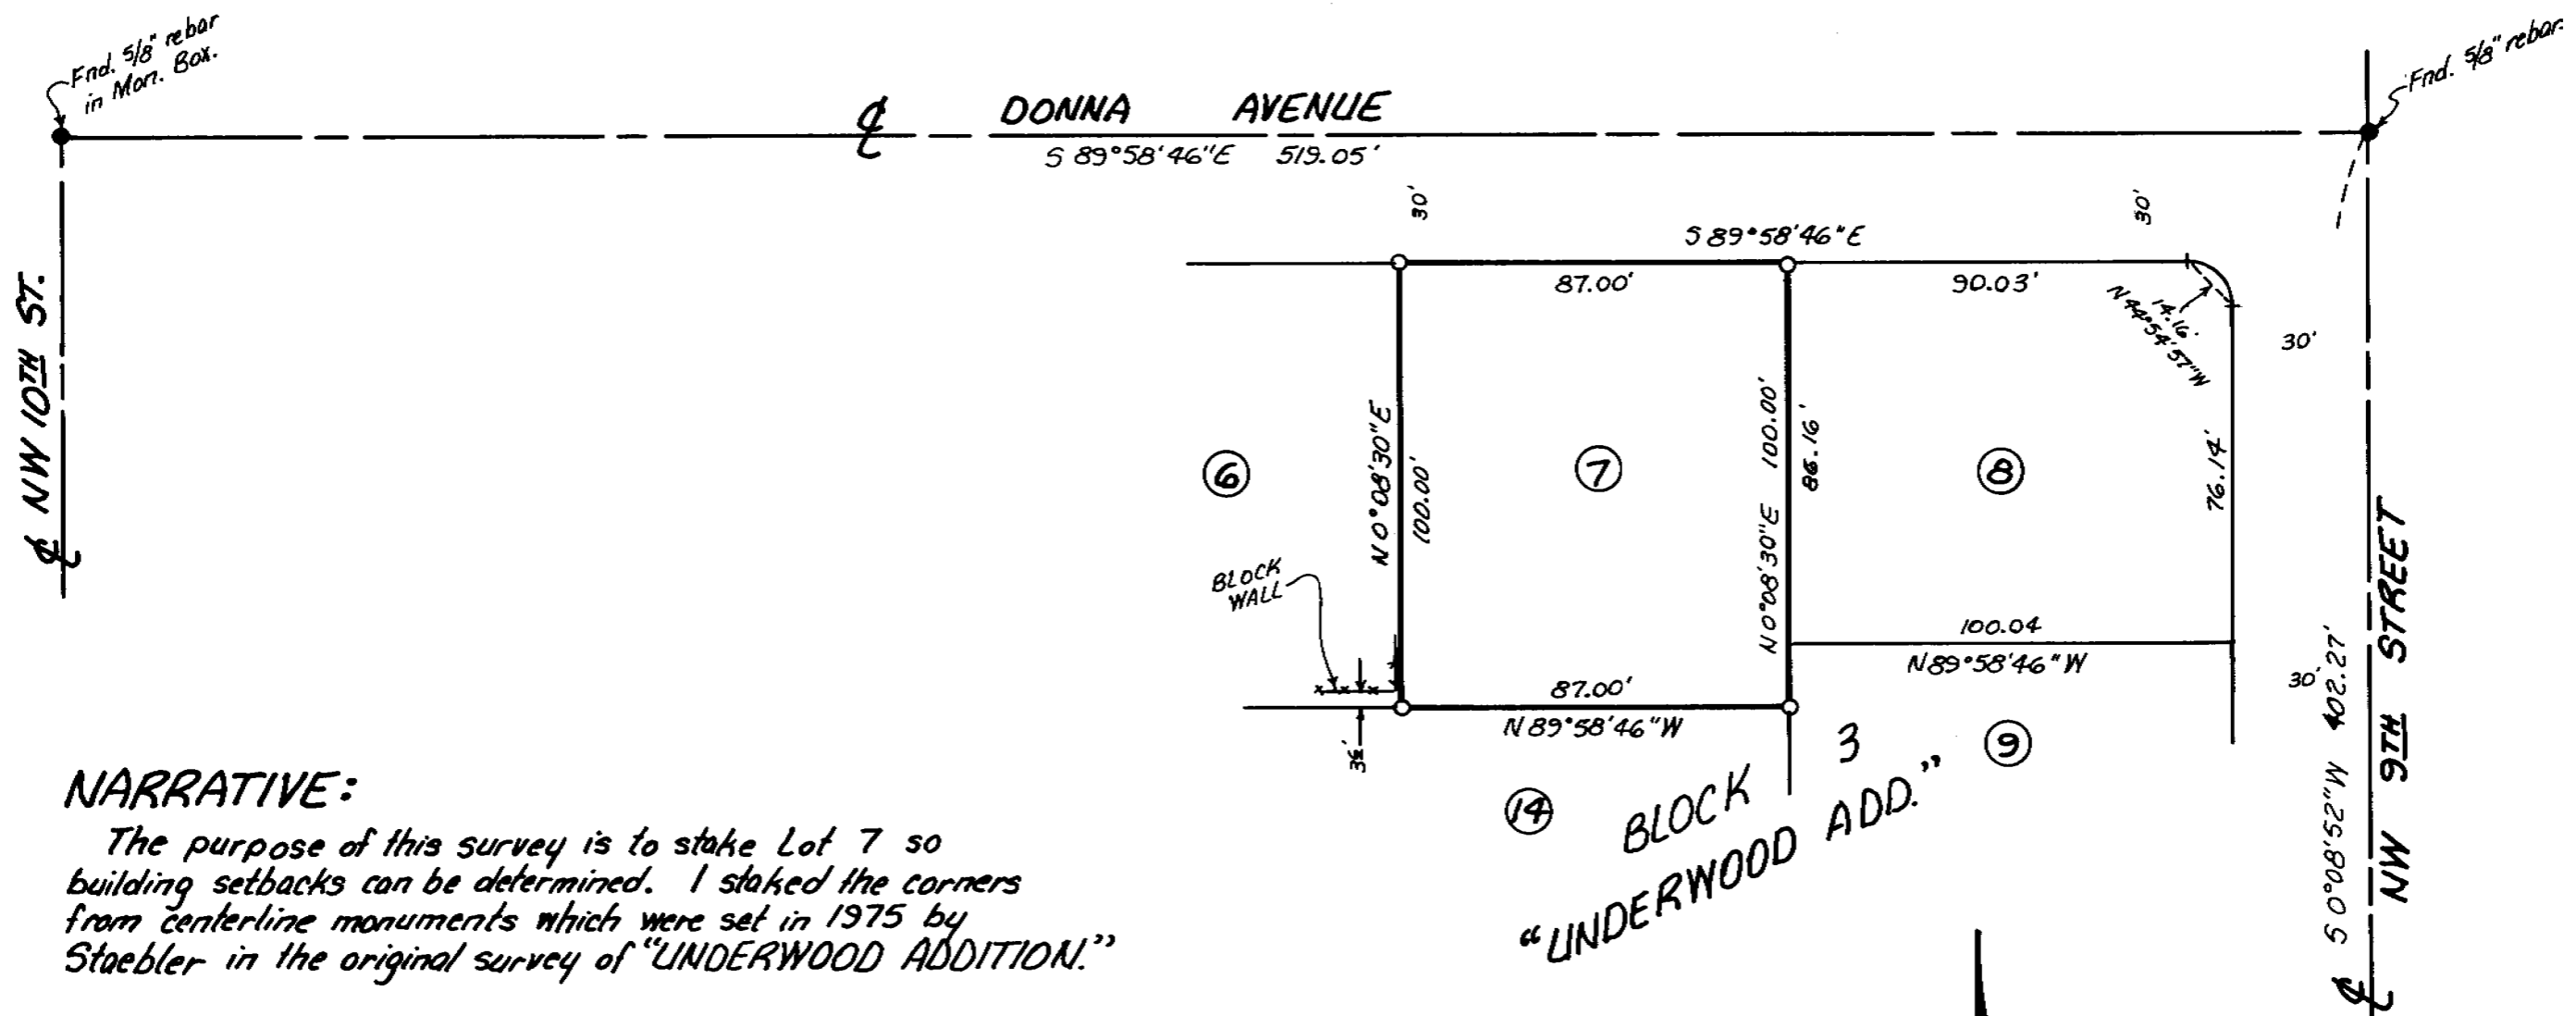 Fnd. 5/8" rebar
in Mon. Box.
Fnd. 5/8" rebar.
℄ DONNA AVENUE
S 89°58'46"E 519.05'
30'
30'
S 89°58'46"E
87.00'
90.03'
14.16'
N 44°54'57"W
30'
℄ NW 10TH ST.
N 0°08'30"E
100.00'
N 0°08'30"E 100.00'
86.16'
76.14'
6
7
8
BLOCK
WALL
100.04
N 89°58'46"W
30'
87.00'
N 89°58'46"W
3½'
S 0°08'52"W 402.27'
℄ NW 9TH STREET
14
9
BLOCK 3
"UNDERWOOD ADD."
NARRATIVE:
The purpose of this survey is to stake Lot 7 so
building setbacks can be determined. I staked the corners
from centerline monuments which were set in 1975 by
Staebler in the original survey of "UNDERWOOD ADDITION."